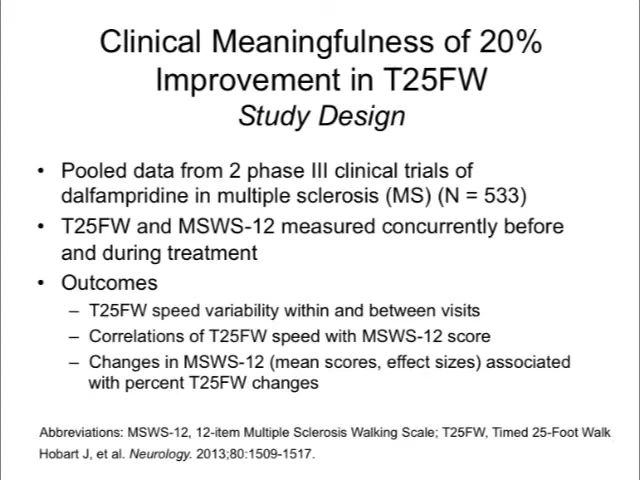 Clinical Meaningfulness of 20%
Improvement in T25FW
Study Design
• Pooled data from 2 phase III clinical trials of
dalfampridine in multiple sclerosis (MS) (N = 533)
• T25FW and MSWS-12 measured concurrently before
and during treatment
• Outcomes
– T25FW speed variability within and between visits
– Correlations of T25FW speed with MSWS-12 score
– Changes in MSWS-12 (mean scores, effect sizes) associated
with percent T25FW changes
Abbreviations: MSWS-12, 12-item Multiple Sclerosis Walking Scale; T25FW, Timed 25-Foot Walk
Hobart J, et al. Neurology. 2013;80:1509-1517.